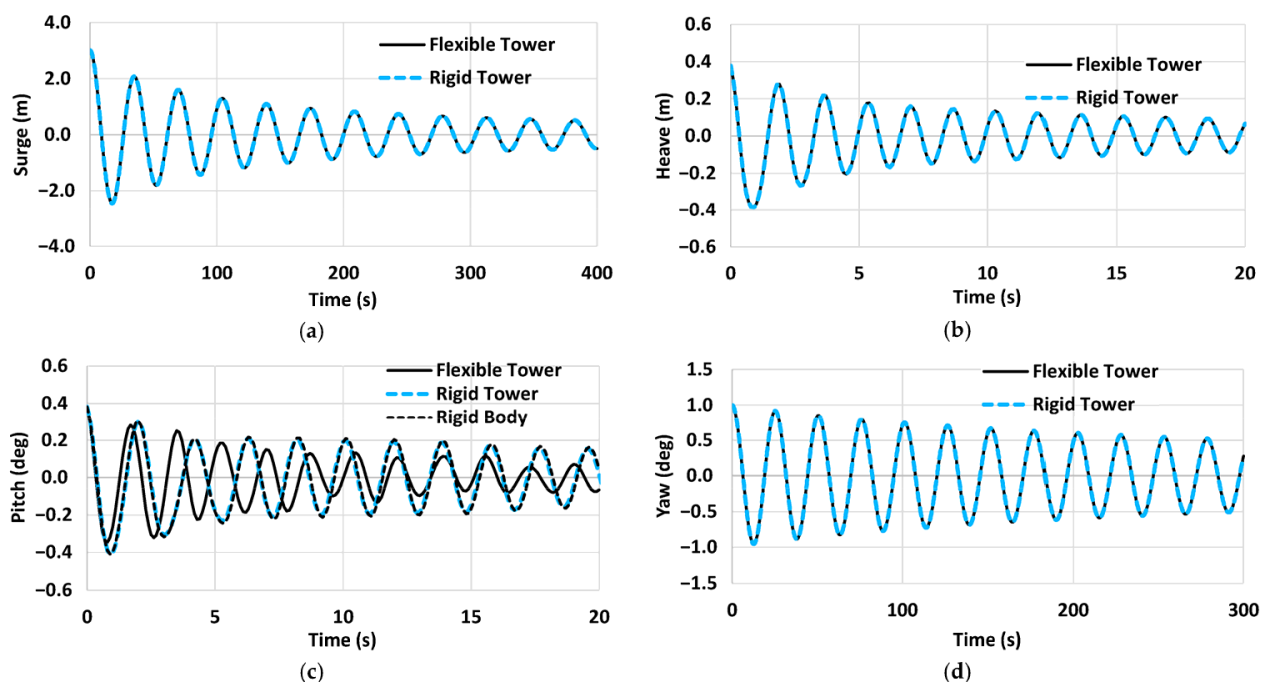 4.0
2.0
0.0
−2.0
−4.0
Surge (m)
Flexible Tower
Rigid Tower
0 100 200 300 400
Time (s)
(a)
0.6
0.4
0.2
0.0
−0.2
−0.4
−0.6
Heave (m)
Flexible Tower
Rigid Tower
0 5 10 15 20
Time (s)
(b)
0.6
0.4
0.2
0.0
−0.2
−0.4
−0.6
Pitch (deg)
Flexible Tower
Rigid Tower
Rigid Body
0 5 10 15 20
Time (s)
(c)
1.5
1.0
0.5
0.0
−0.5
−1.0
−1.5
Yaw (deg)
Flexible Tower
Rigid Tower
0 100 200 300
Time (s)
(d)